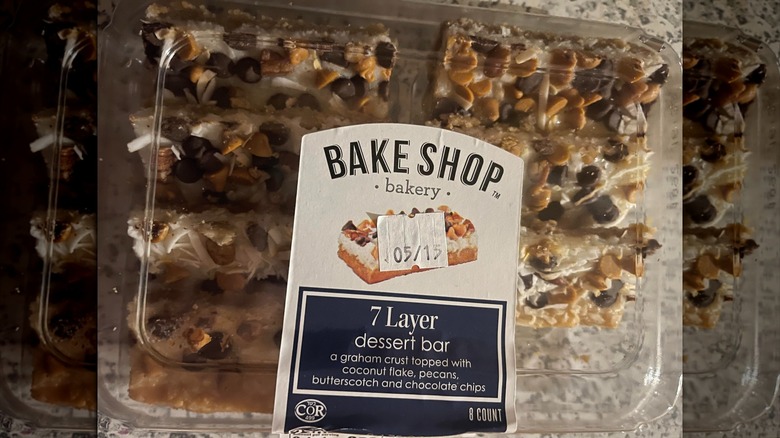 BAKE SHOP™
· bakery ·
05/15
7 Layer
dessert bar
a graham crust topped with
coconut flake, pecans,
butterscotch and chocolate chips
COR
8 COUNT